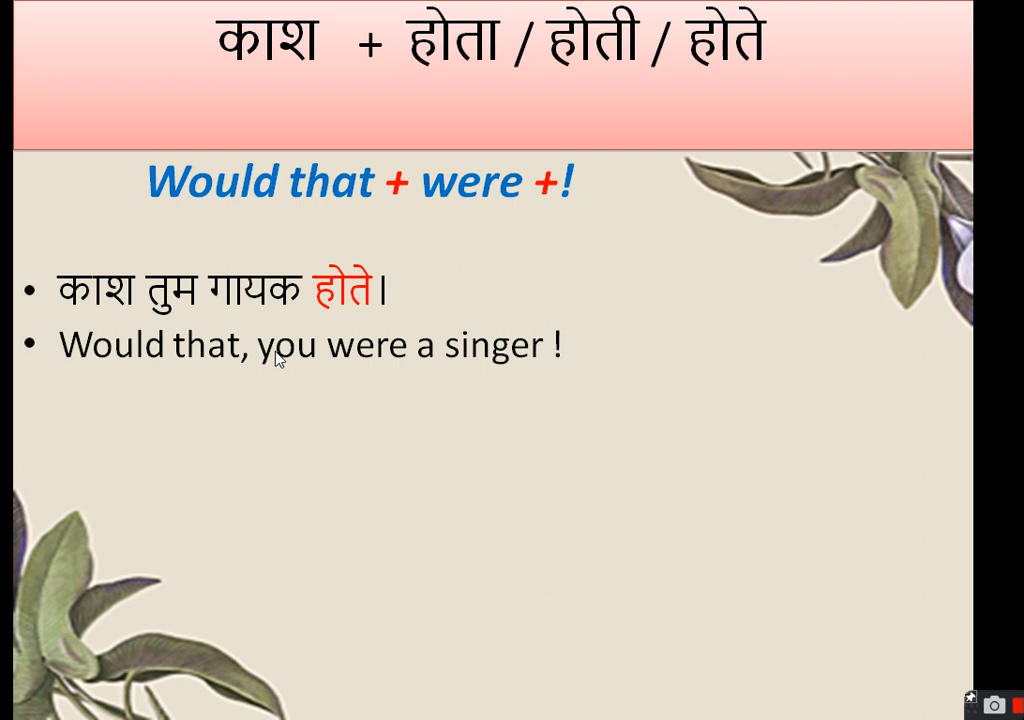 काश + होता / होती / होते
Would that + were +!
• काश तुम गायक होते।
• Would that, you were a singer !